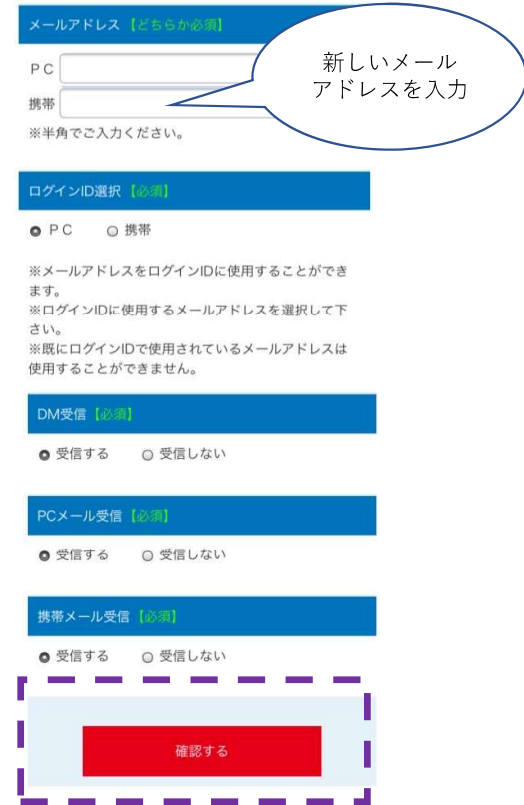 メールアドレス【どちらか必須】
新しいメール
アドレスを入力
PC
携帯
※半角でご入力ください。
ログインID選択【必須】
PC 携帯
※メールアドレスをログインIDに使用することができ
ます。
※ログインIDに使用するメールアドレスを選択して下
さい。
※既にログインIDで使用されているメールアドレスは
使用することができません。
DM受信【必須】
受信する 受信しない
PCメール受信【必須】
受信する 受信しない
携帯メール受信【必須】
受信する 受信しない
確認する